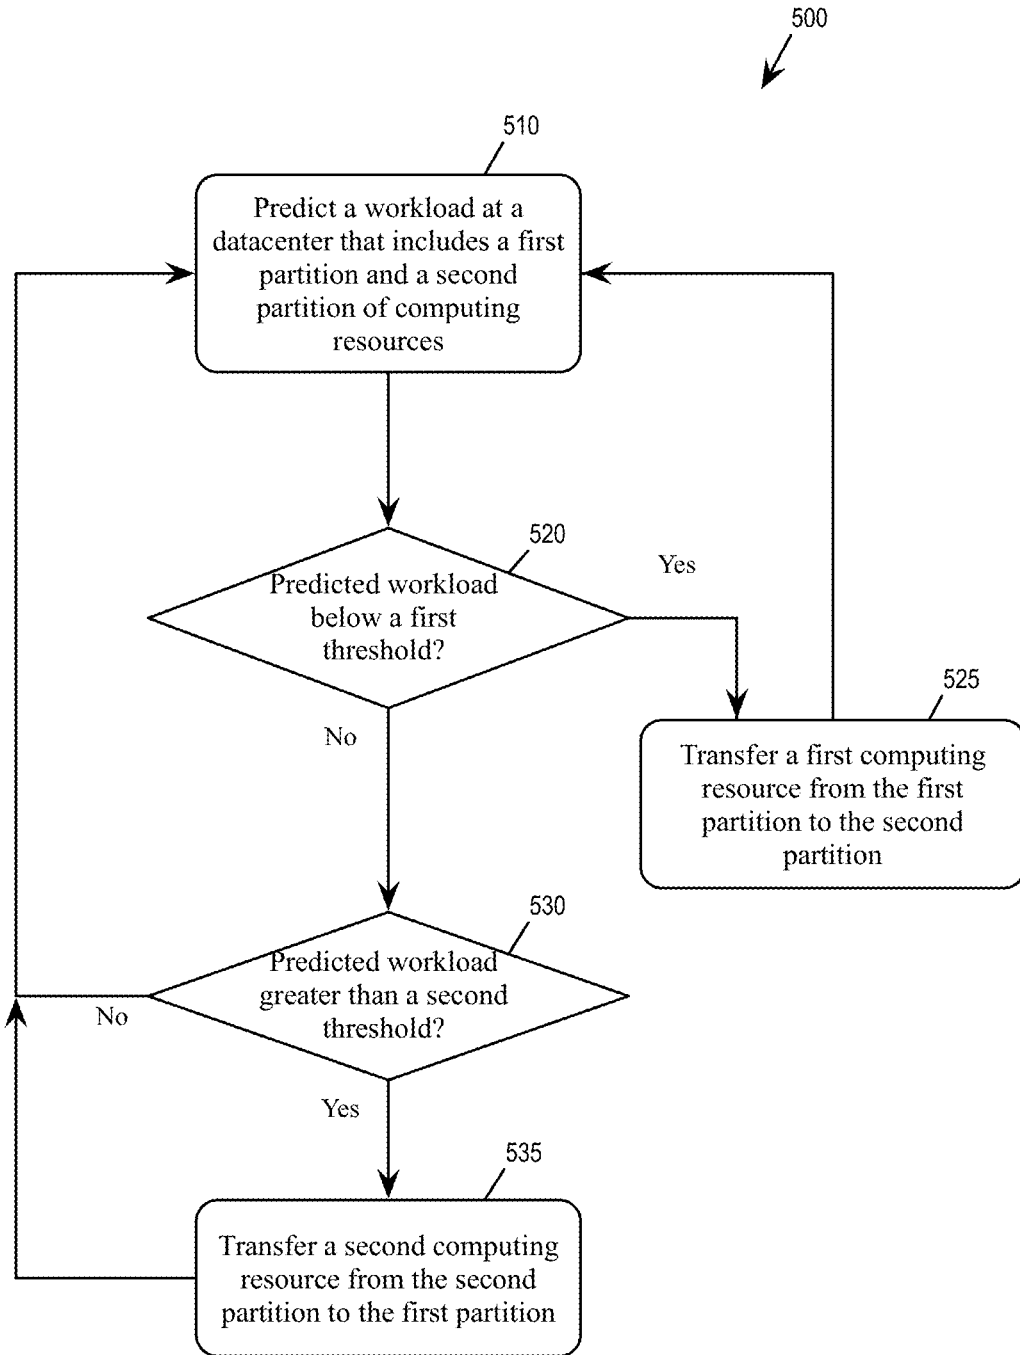 500
510
Predict a workload at a
datacenter that includes a first
partition and a second
partition of computing
resources
520
Predicted workload
below a first
threshold?
Yes
No
525
Transfer a first computing
resource from the first
partition to the second
partition
530
Predicted workload
greater than a second
threshold?
No
Yes
535
Transfer a second computing
resource from the second
partition to the first partition